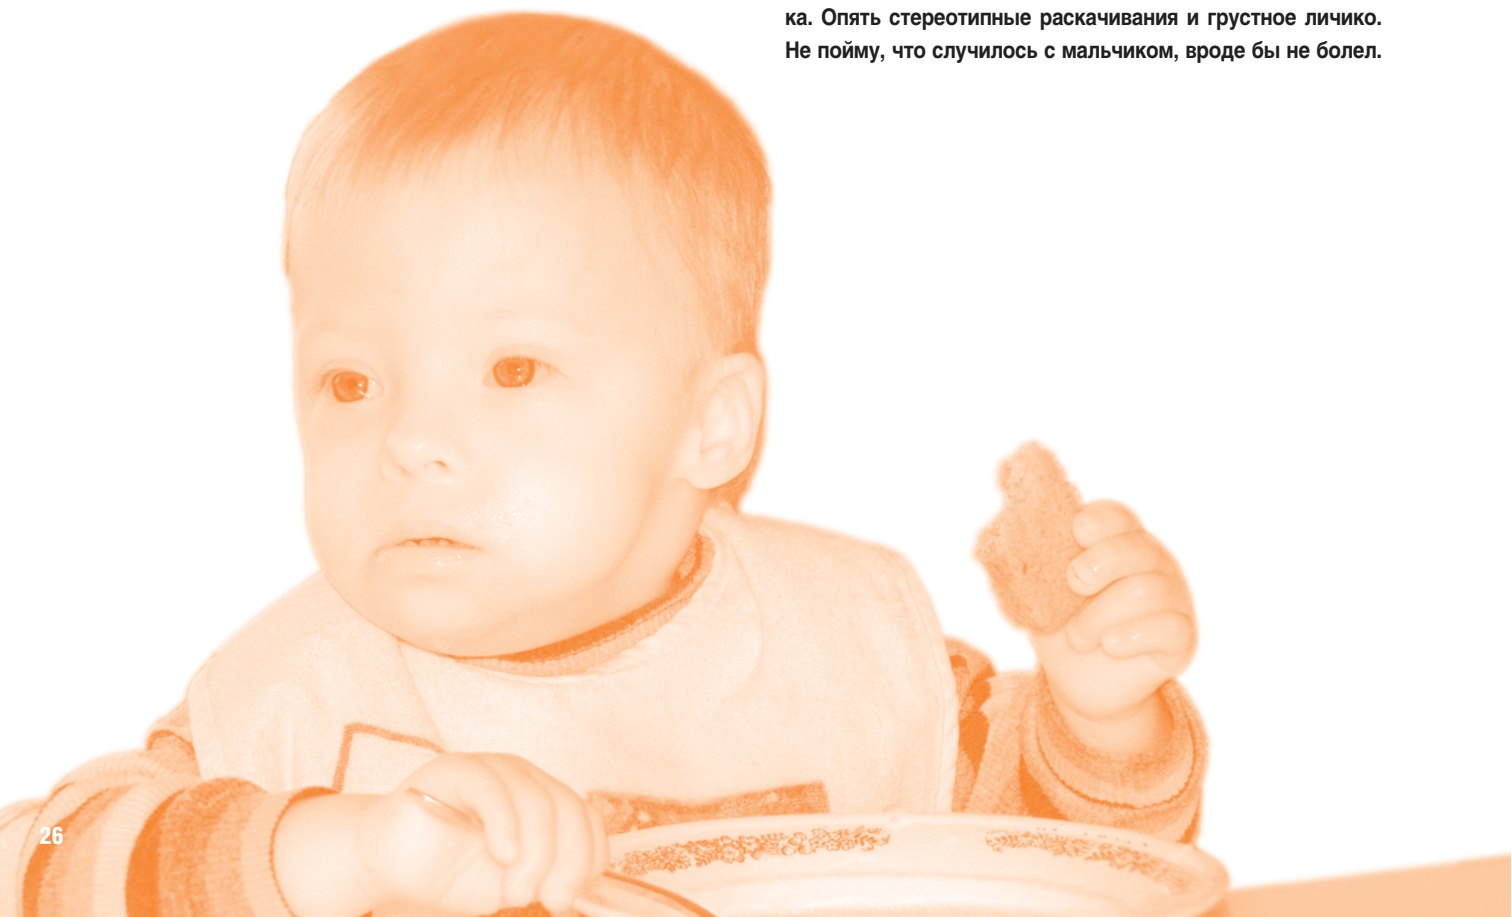 ка. Опять стереотипные раскачивания и грустное личико.
Не пойму, что случилось с мальчиком, вроде бы не болел.
26